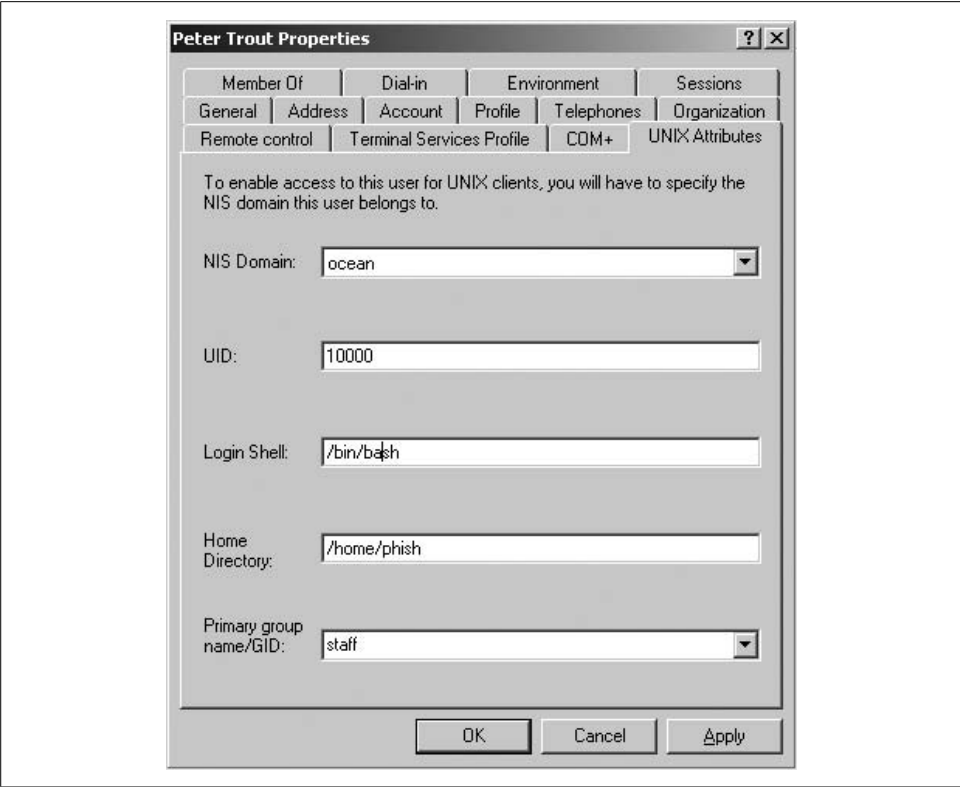 Peter Trout Properties
Member Of Dial-in Environment Sessions
General Address Account Profile Telephones Organization
Remote control Terminal Services Profile COM+ UNIX Attributes
To enable access to this user for UNIX clients, you will have to specify the
NIS domain this user belongs to.
NIS Domain: ocean
UID: 10000
Login Shell: /bin/bash
Home
Directory: /home/phish
Primary group
name/GID: staff
OK Cancel Apply